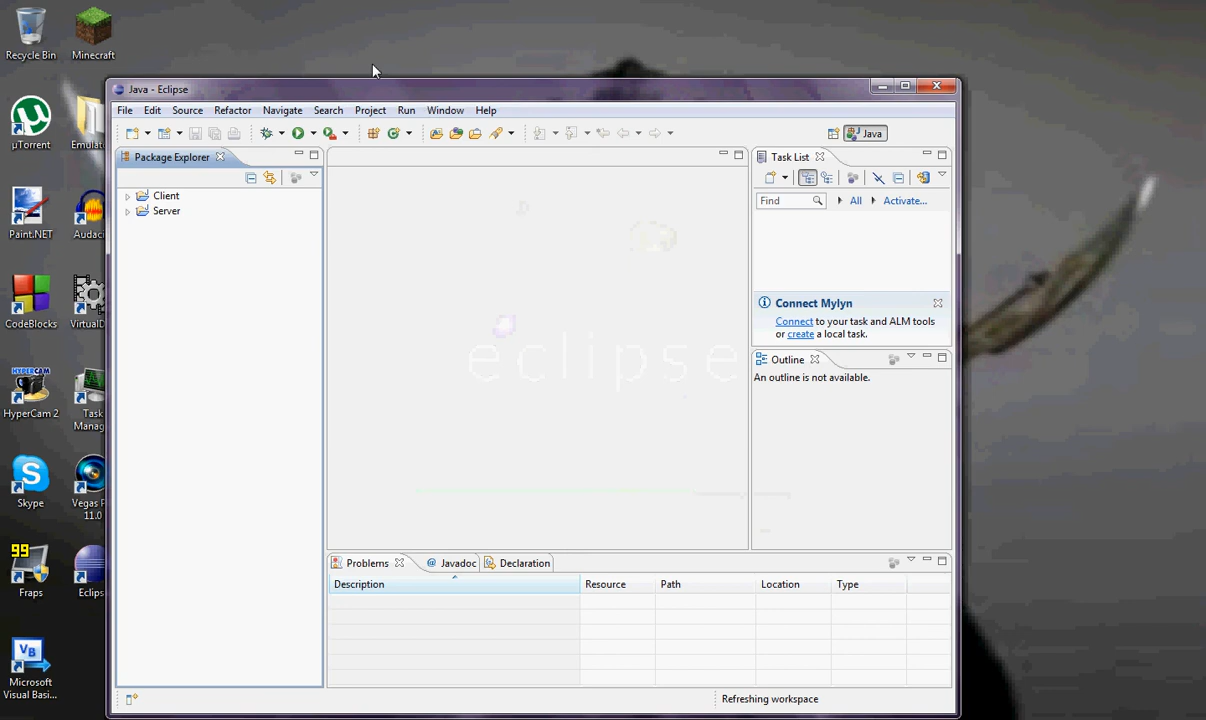 Recycle Bin
Minecraft
µTorrent
Emulat
Paint.NET
Audac
CodeBlocks
VirtualD
HYPERCAM
HyperCam 2
Task
Manag
Skype
Vegas P
11.0
99
Fraps
Eclips
VB
Microsoft
Visual Basi...
Java - Eclipse
File Edit Source Refactor Navigate Search Project Run Window Help
Java
Package Explorer
Client
Server
eclipse
Task List
Find All Activate...
Connect Mylyn
Connect to your task and ALM tools
or create a local task.
Outline
An outline is not available.
Problems @ Javadoc Declaration
Description Resource Path Location Type
Refreshing workspace